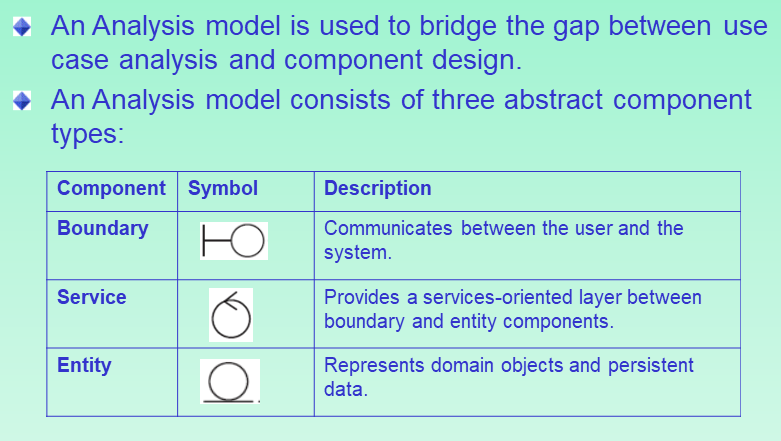 An Analysis model is used to bridge the gap between use
case analysis and component design.
An Analysis model consists of three abstract component
types:
Component Symbol Description
Boundary
Communicates between the user and the
system.
Service
Provides a services-oriented layer between
boundary and entity components.
Entity
Represents domain objects and persistent
data.